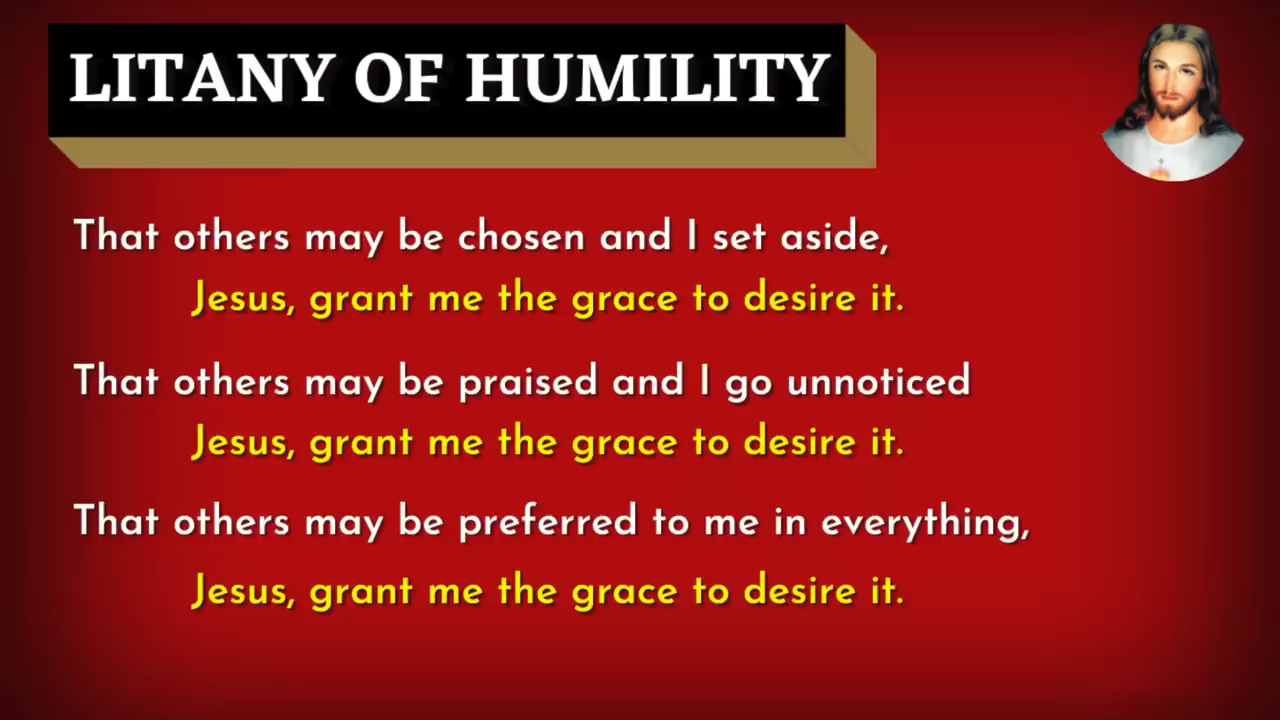 LITANY OF HUMILITY
That others may be chosen and I set aside,
Jesus, grant me the grace to desire it.
That others may be praised and I go unnoticed
Jesus, grant me the grace to desire it.
That others may be preferred to me in everything,
Jesus, grant me the grace to desire it.